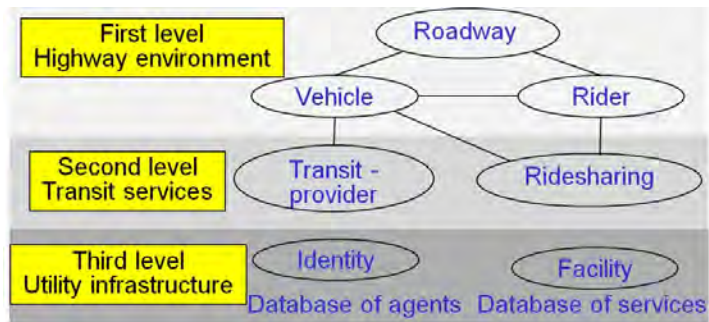 First level
Highway environment
Roadway
Vehicle
Rider
Second level
Transit services
Transit -
provider
Ridesharing
Third level
Utility infrastructure
Identity
Facility
Database of agents
Database of services